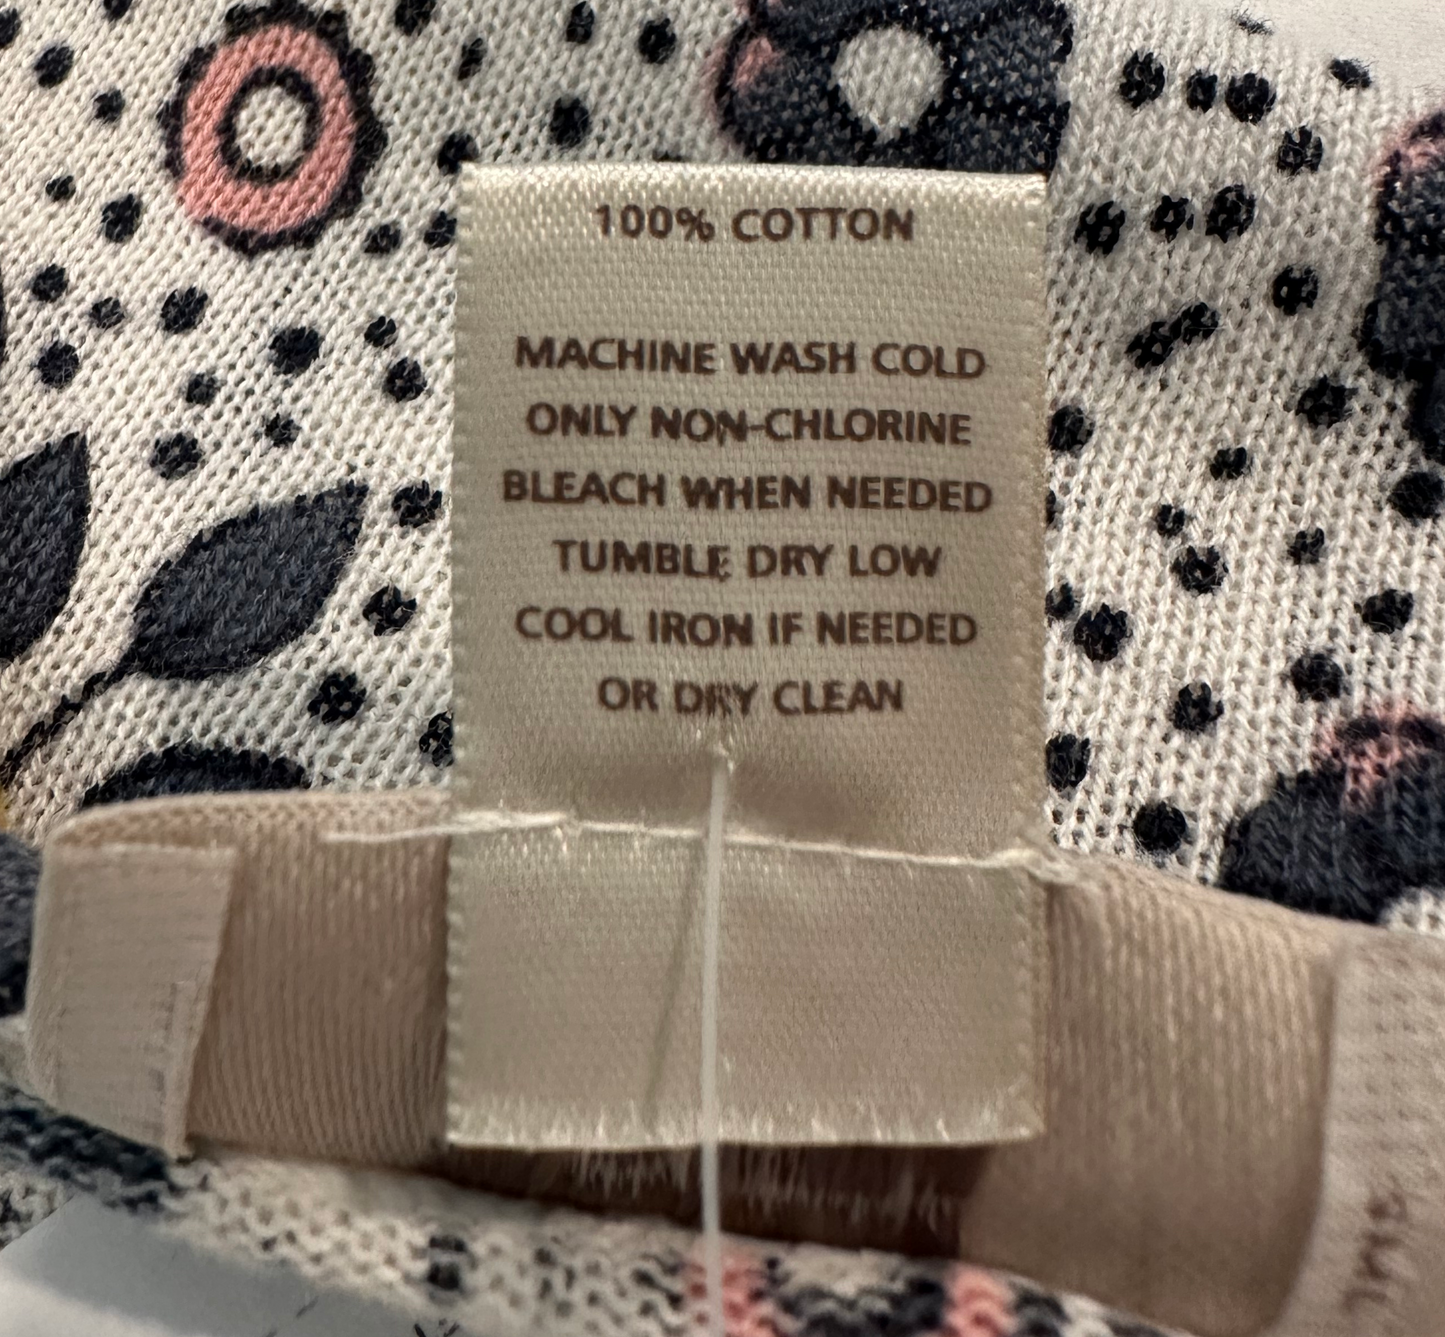 100% COTTON
MACHINE WASH COLD
ONLY NON-CHLORINE
BLEACH WHEN NEEDED
TUMBLE DRY LOW
COOL IRON IF NEEDED
OR DRY CLEAN